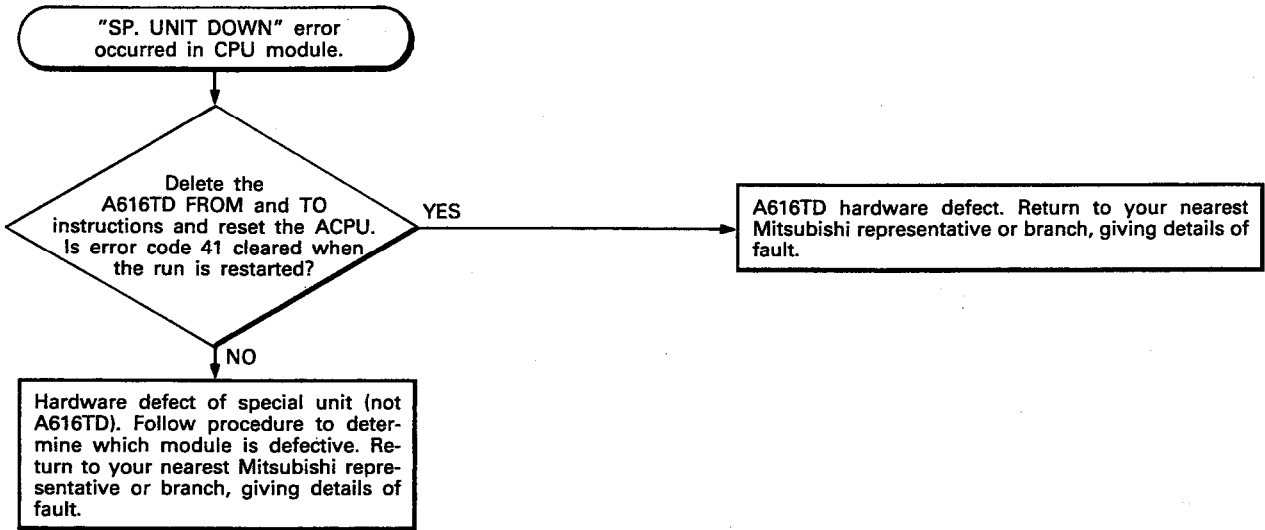 "SP. UNIT DOWN" error
occurred in CPU module.
Delete the
A616TD FROM and TO
instructions and reset the ACPU.
Is error code 41 cleared when
the run is restarted?
YES
A616TD hardware defect. Return to your nearest
Mitsubishi representative or branch, giving details of
fault.
NO
Hardware defect of special unit (not
A616TD). Follow procedure to deter-
mine which module is defective. Re-
turn to your nearest Mitsubishi repre-
sentative or branch, giving details of
fault.